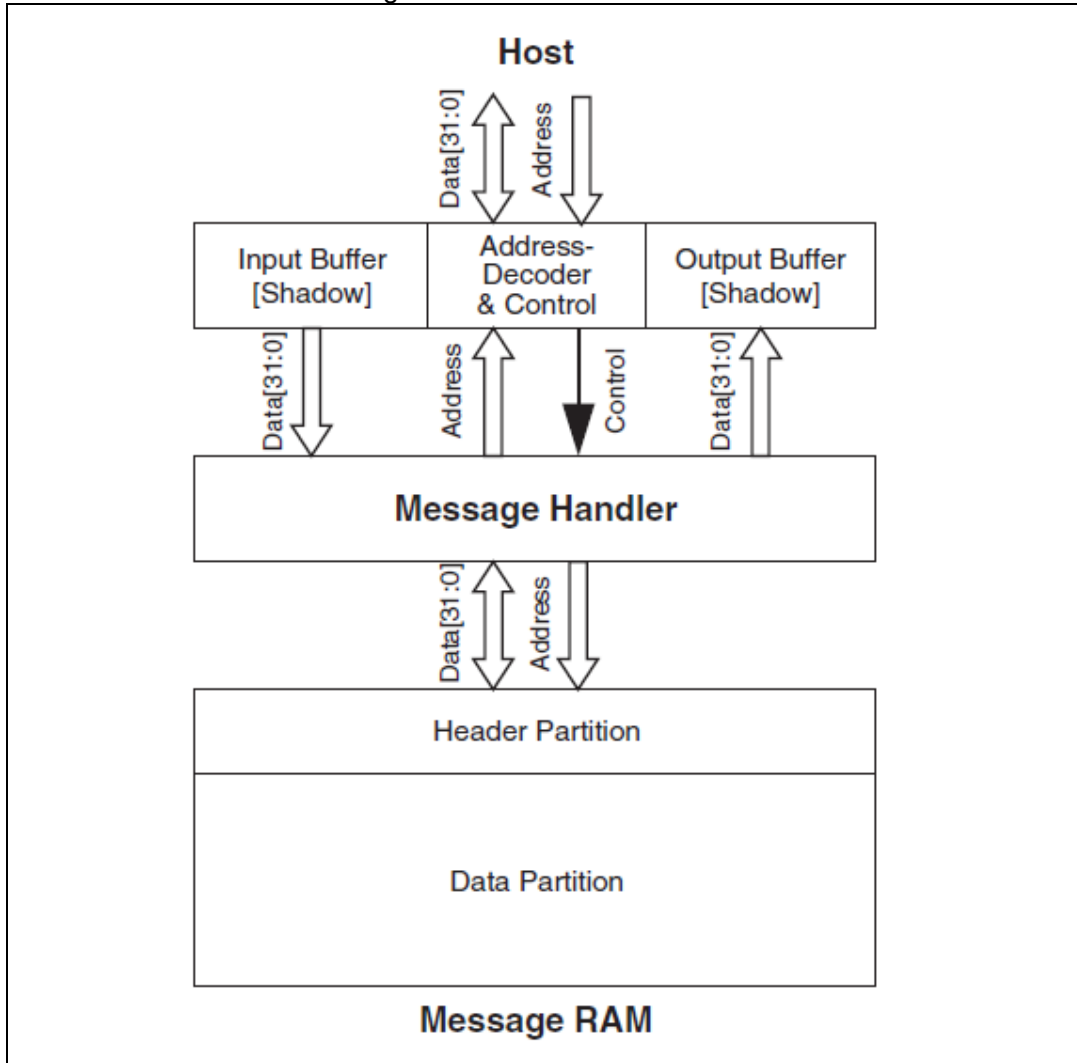 Host
Data[31:0]
Address
Input Buffer
[Shadow]
Address-
Decoder
& Control
Output Buffer
[Shadow]
Data[31:0]
Address
Control
Data[31:0]
Message Handler
Data[31:0]
Address
Header Partition
Data Partition
Message RAM